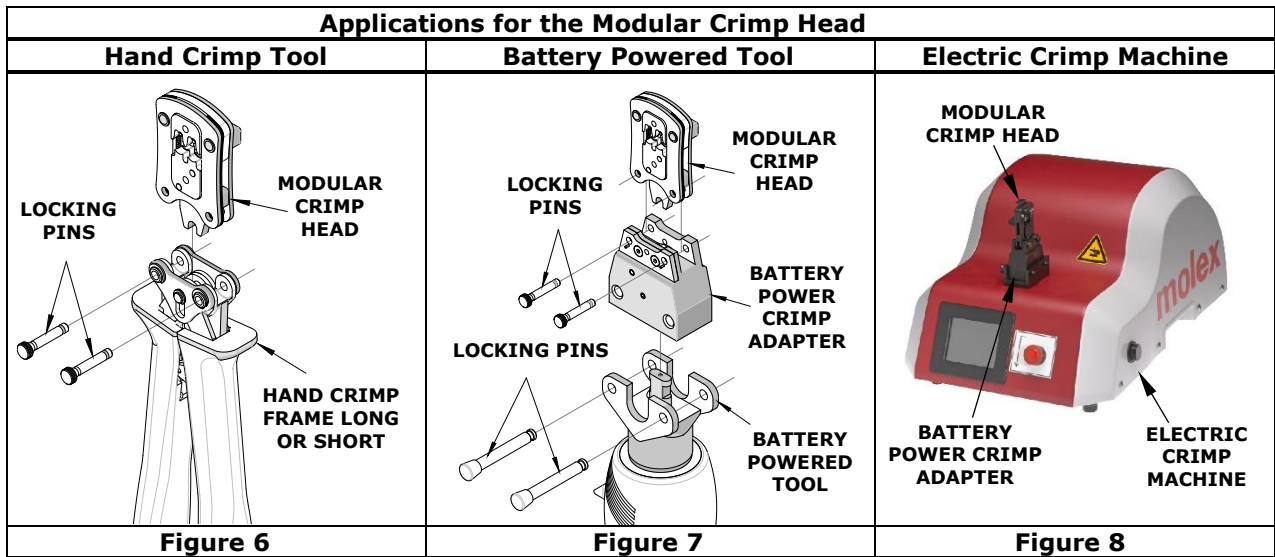 Applications for the Modular Crimp Head
Hand Crimp Tool
Battery Powered Tool
Electric Crimp Machine
MODULAR
CRIMP
HEAD
LOCKING
PINS
HAND CRIMP
FRAME LONG
OR SHORT
Figure 6
MODULAR
CRIMP
HEAD
LOCKING
PINS
BATTERY
POWER
CRIMP
ADAPTER
LOCKING PINS
BATTERY
POWERED
TOOL
Figure 7
MODULAR
CRIMP HEAD
molex
BATTERY
POWER CRIMP
ADAPTER
ELECTRIC
CRIMP
MACHINE
Figure 8